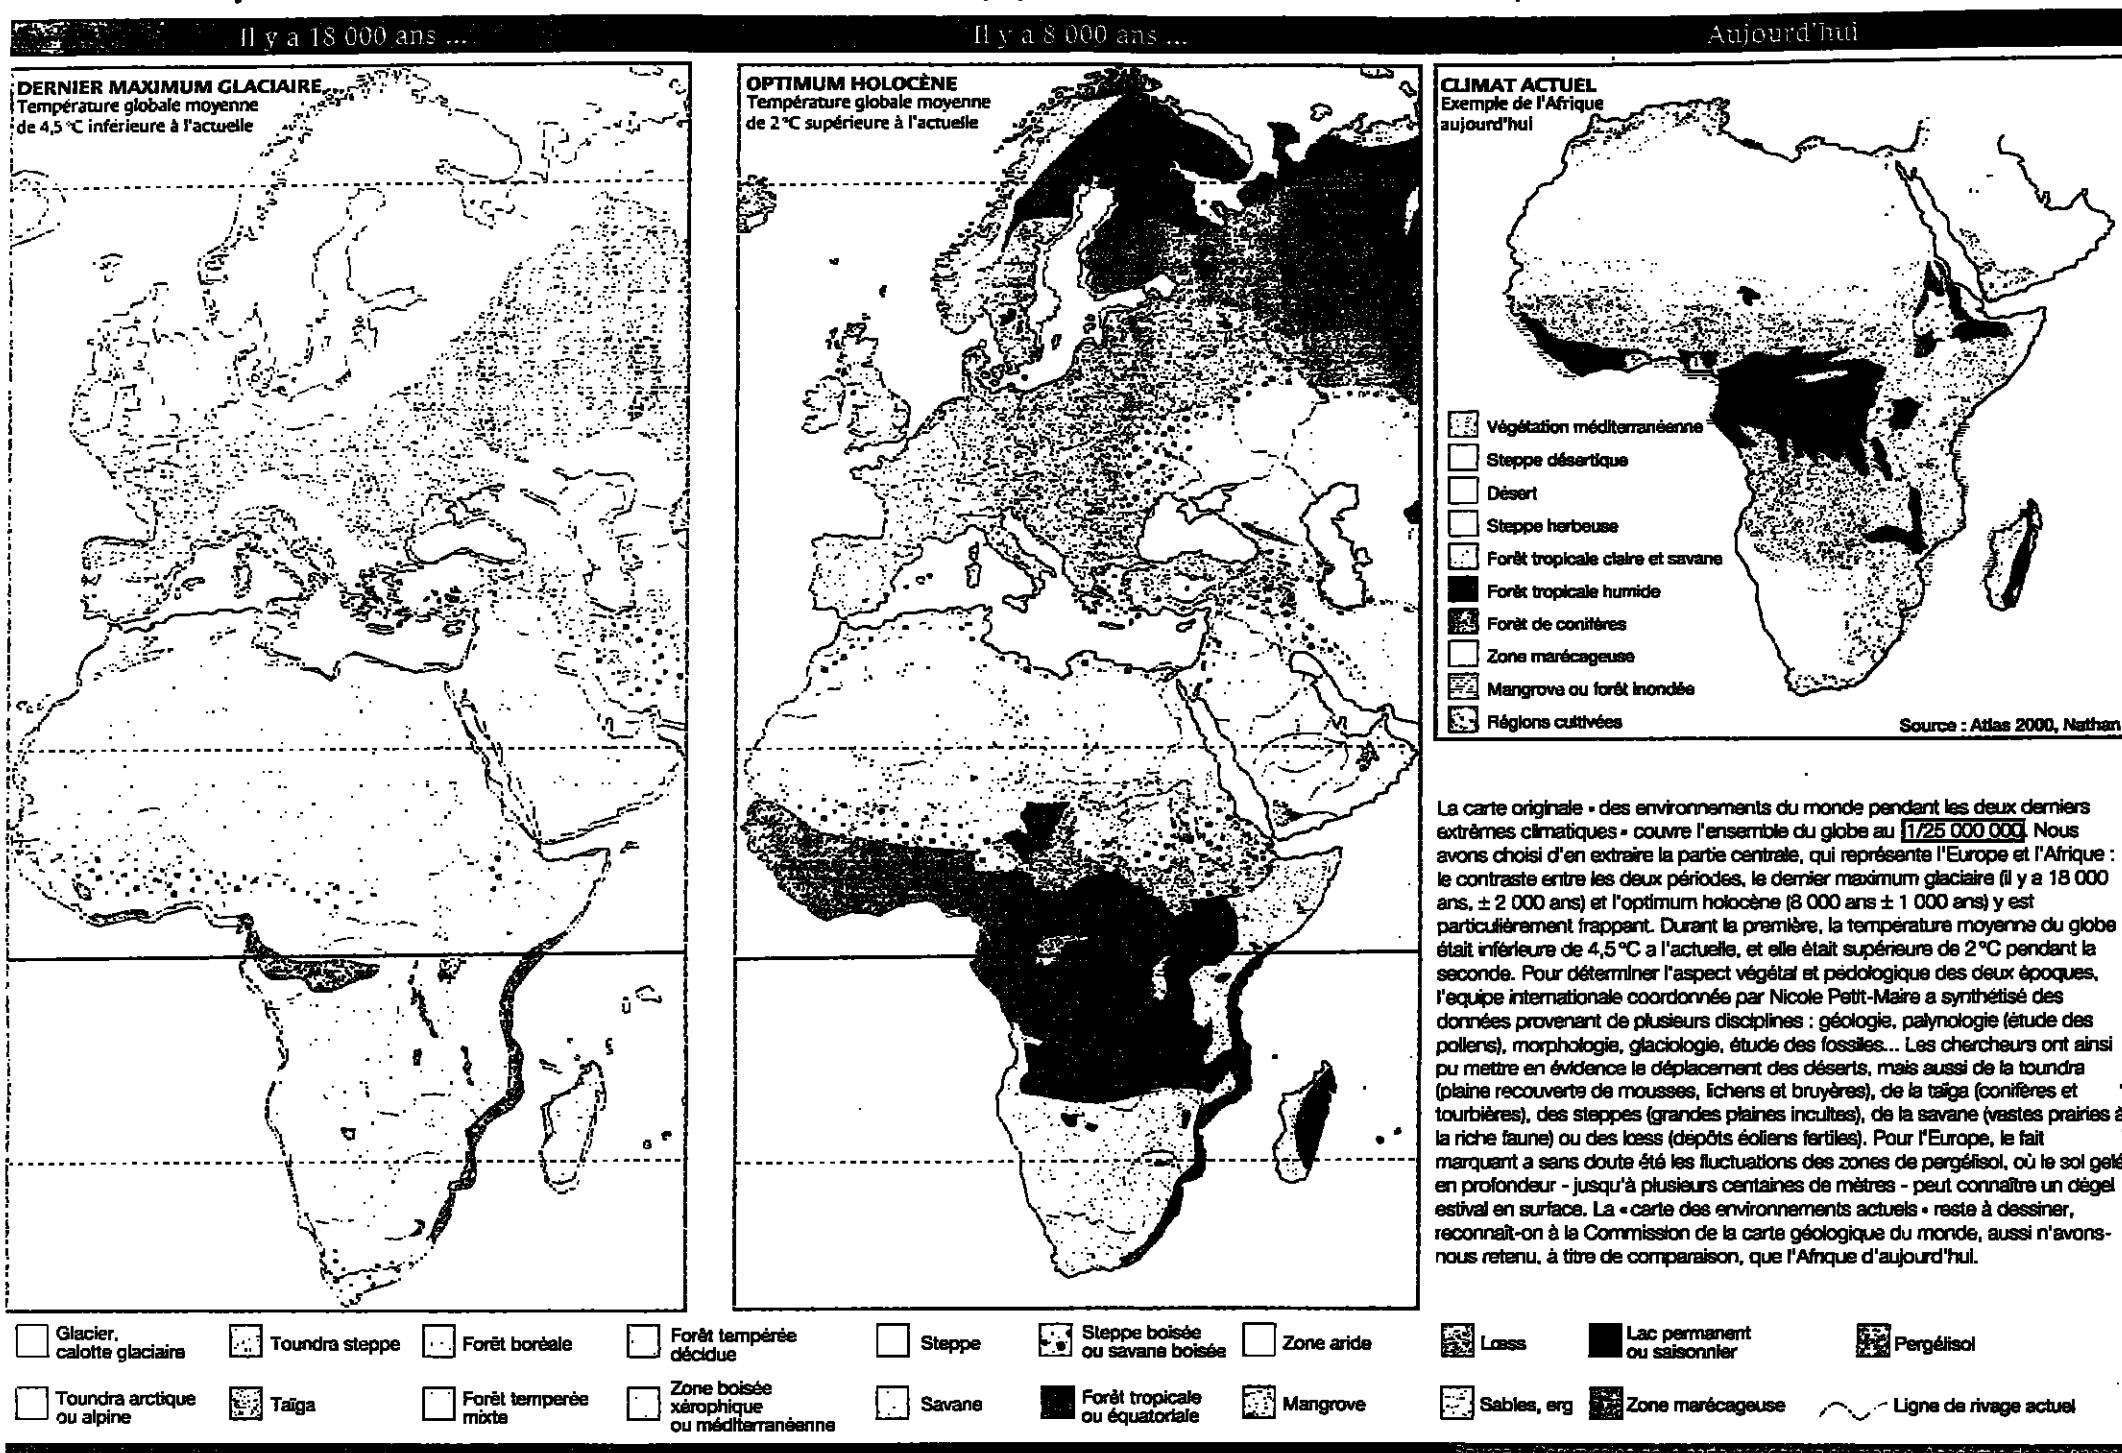 Il y a 18 000 ans ...
Il y a 8 000 ans ...
Aujourd'hui
DERNIER MAXIMUM GLACIAIRE
Température globale moyenne
de 4,5 °C inférieure à l'actuelle
OPTIMUM HOLOCÈNE
Température globale moyenne
de 2 °C supérieure à l'actuelle
CLIMAT ACTUEL
Exemple de l'Afrique
aujourd'hui
Végétation méditerranéenne
Steppe désertique
Désert
Steppe herbeuse
Forêt tropicale claire et savane
Forêt tropicale humide
Forêt de conifères
Zone marécageuse
Mangrove ou forêt inondée
Régions cultivées
Source : Atlas 2000, Nathan
La carte originale « des environnements du monde pendant les deux derniers
extrêmes climatiques » couvre l'ensemble du globe au 1/25 000 000. Nous
avons choisi d'en extraire la partie centrale, qui représente l'Europe et l'Afrique :
le contraste entre les deux périodes, le dernier maximum glaciaire (il y a 18 000
ans, ± 2 000 ans) et l'optimum holocène (8 000 ans ± 1 000 ans) y est
particulièrement frappant. Durant la première, la température moyenne du globe
était inférieure de 4,5 °C a l'actuelle, et elle était supérieure de 2 °C pendant la
seconde. Pour déterminer l'aspect végétal et pédologique des deux époques,
l'equipe internationale coordonnée par Nicole Petit-Maire a synthétisé des
données provenant de plusieurs disciplines : géologie, palynologie (étude des
pollens), morphologie, glaciologie, étude des fossiles... Les chercheurs ont ainsi
pu mettre en évidence le déplacement des déserts, mais aussi de la toundra
(plaine recouverte de mousses, lichens et bruyères), de la taïga (conifères et
tourbières), des steppes (grandes plaines incultes), de la savane (vastes prairies à
la riche faune) ou des lœss (dépôts éoliens fertiles). Pour l'Europe, le fait
marquant a sans doute été les fluctuations des zones de pergélisol, où le sol gelé
en profondeur - jusqu'à plusieurs centaines de mètres - peut connaître un dégel
estival en surface. La « carte des environnements actuels » reste à dessiner,
reconnaît-on à la Commission de la carte géologique du monde, aussi n'avons-
nous retenu, à titre de comparaison, que l'Afrique d'aujourd'hui.
Glacier,
calotte glaciaire
Toundra steppe
Forêt boréale
Forêt tempérée
décidue
Steppe
Steppe boisée
ou savane boisée
Zone aride
Lœss
Lac permanent
ou saisonnier
Pergélisol
Toundra arctique
ou alpine
Taïga
Forêt temperée
mixte
Zone boisée
xérophique
ou méditerranéenne
Savane
Forêt tropicale
ou équatoriale
Mangrove
Sables, erg
Zone marécageuse
Ligne de rivage actuel